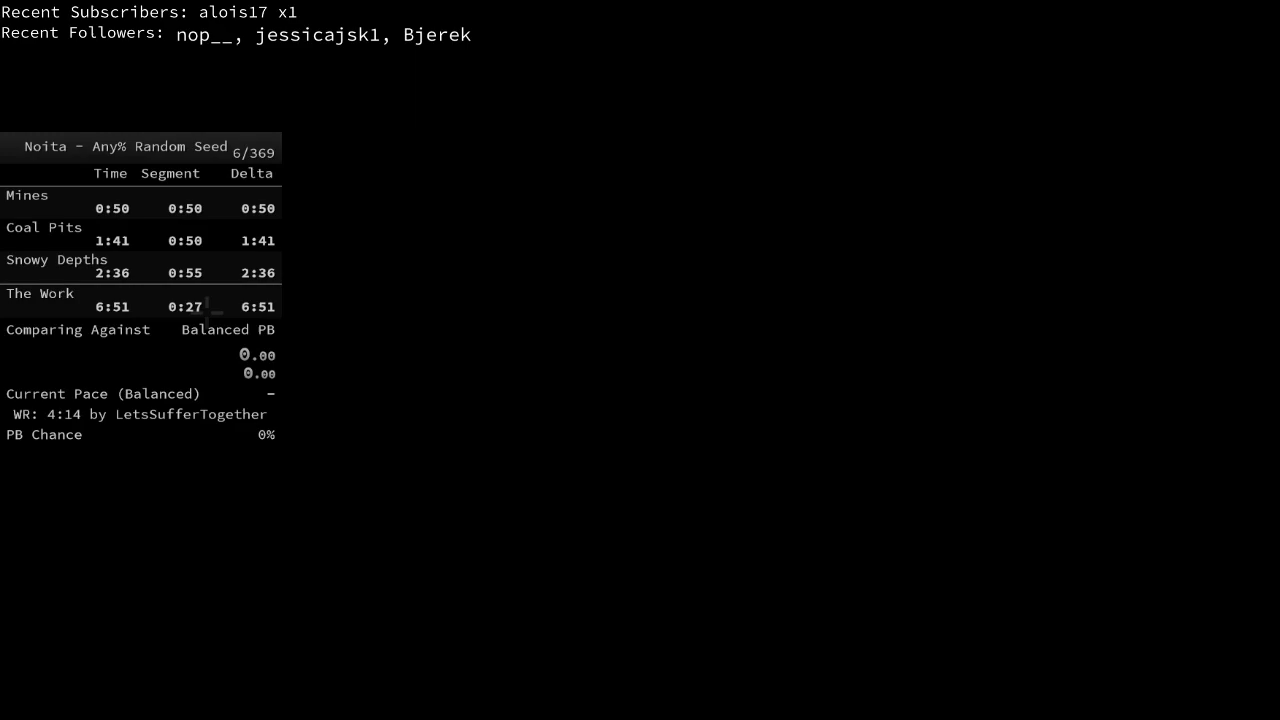 Recent Subscribers: alois17 x1
Recent Followers: nop__, jessicajsk1, Bjerek
Noita - Any% Random Seed 6/369
Time Segment Delta
Mines
0:50 0:50 0:50
Coal Pits
1:41 0:50 1:41
Snowy Depths
2:36 0:55 2:36
The Work
6:51 0:27 6:51
Comparing Against Balanced PB
0.00
0.00
Current Pace (Balanced) –
WR: 4:14 by LetsSufferTogether
PB Chance 0%